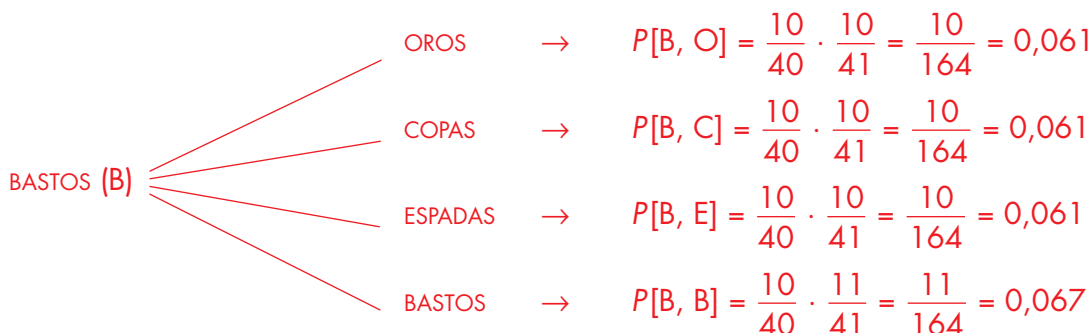 OROS → P[B, O] = 10/40 · 10/41 = 10/164 = 0,061
COPAS → P[B, C] = 10/40 · 10/41 = 10/164 = 0,061
BASTOS (B)
ESPADAS → P[B, E] = 10/40 · 10/41 = 10/164 = 0,061
BASTOS → P[B, B] = 10/40 · 11/41 = 11/164 = 0,067